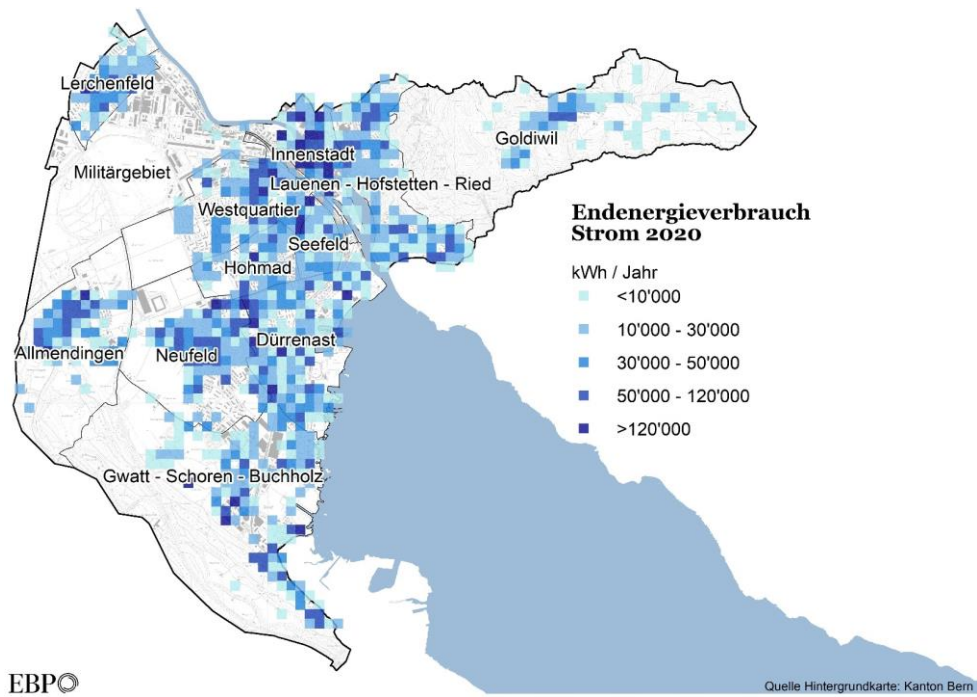 Lerchenfeld
Goldiwil
Innenstadt
Militärgebiet
Lauenen - Hofstetten - Ried
Westquartier
Seefeld
Hohmad
Dürrenast
Allmendingen
Neufeld
Gwatt - Schoren - Buchholz
Endenergieverbrauch
Strom 2020
kWh / Jahr
<10'000
10'000 - 30'000
30'000 - 50'000
50'000 - 120'000
>120'000
EBP
Quelle Hintergrundkarte: Kanton Bern